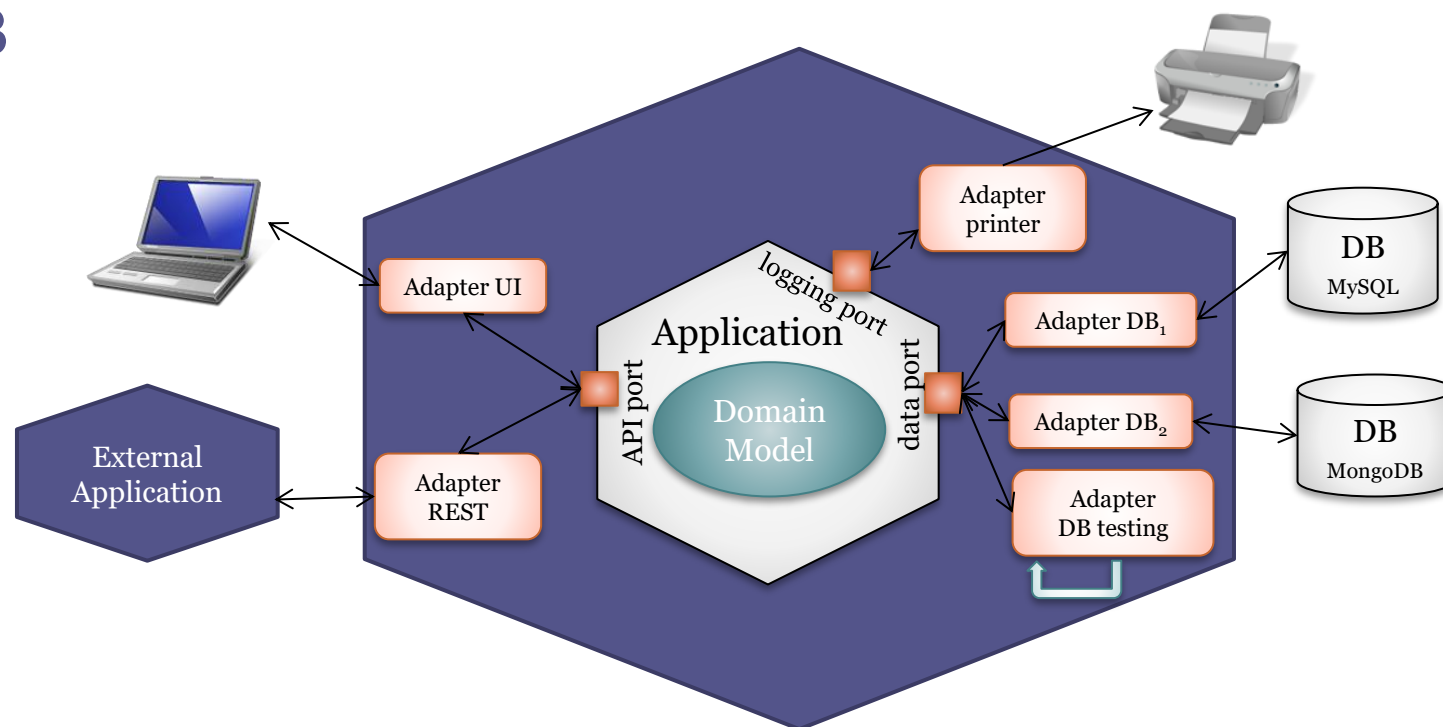 B
Adapter
printer
DB
MySQL
logging port
Adapter UI
Adapter DB₁
Application
API port
data port
Domain
Model
Adapter DB₂
DB
MongoDB
External
Application
Adapter
REST
Adapter
DB testing